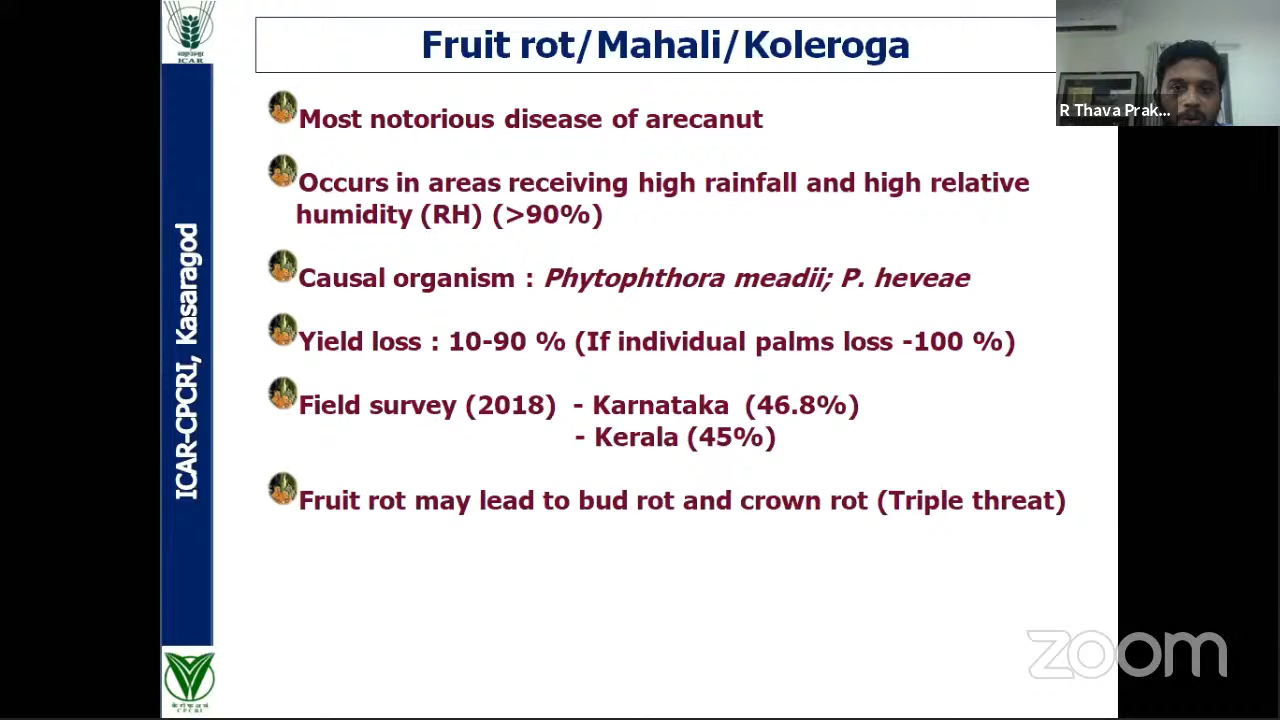 ICAR
Fruit rot/Mahali/Koleroga
R Thava Prak...
Most notorious disease of arecanut
Occurs in areas receiving high rainfall and high relative
humidity (RH) (>90%)
Causal organism : Phytophthora meadii; P. heveae
Yield loss : 10-90 % (If individual palms loss -100 %)
Field survey (2018) - Karnataka (46.8%)
- Kerala (45%)
Fruit rot may lead to bud rot and crown rot (Triple threat)
ICAR-CPCRI, Kasaragod
CPCRI
zoom